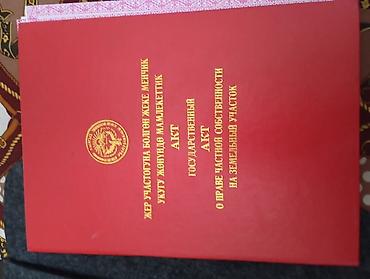 ЖЕР УЧАСТОГУНА БОЛГОН ЖЕКЕ МЕНЧИК
УКУГУ ЖӨНҮНДӨ МАМЛЕКЕТТИК
АКТ
ГОСУДАРСТВЕННЫЙ
АКТ
О ПРАВЕ ЧАСТНОЙ СОБСТВЕННОСТИ
НА ЗЕМЕЛЬНЫЙ УЧАСТОК